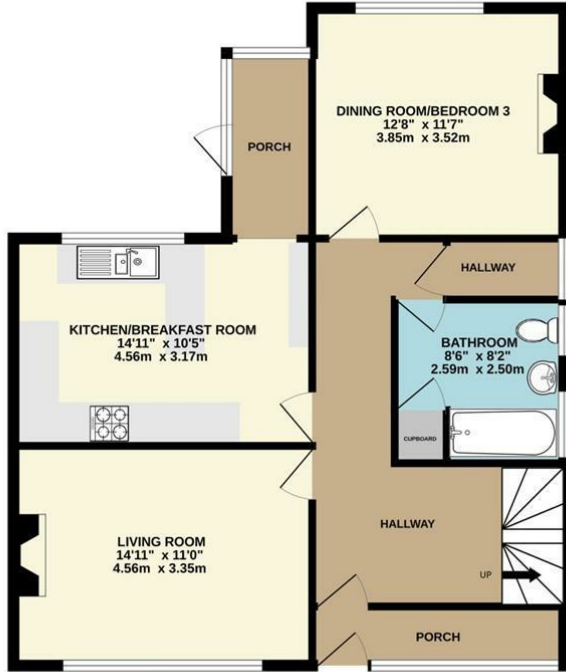 DINING ROOM/BEDROOM 3
12'8" x 11'7"
3.85m x 3.52m
PORCH
HALLWAY
KITCHEN/BREAKFAST ROOM
14'11" x 10'5"
4.56m x 3.17m
BATHROOM
8'6" x 8'2"
2.59m x 2.50m
CUPBOARD
LIVING ROOM
14'11" x 11'0"
4.56m x 3.35m
HALLWAY
UP
PORCH